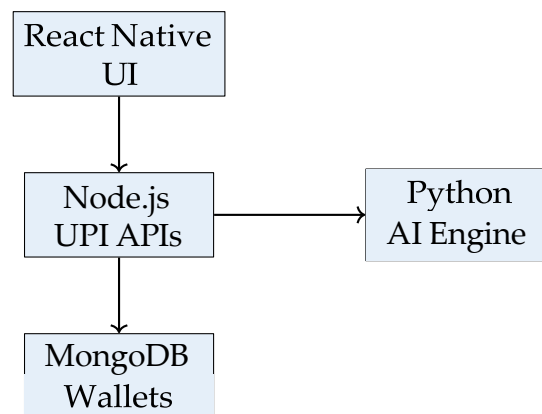 React Native
UI
Node.js
UPI APIs
Python
AI Engine
MongoDB
Wallets